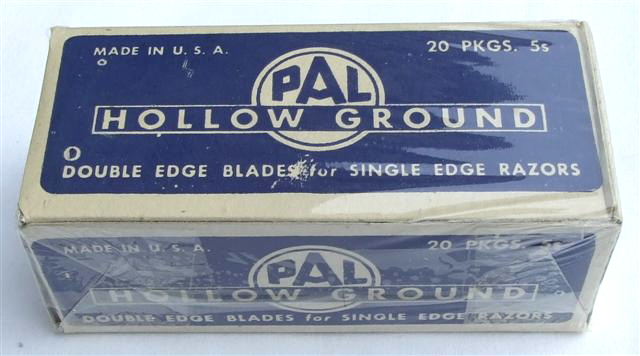 MADE IN U. S. A.
20 PKGS. 5s
PAL
HOLLOW GROUND
DOUBLE EDGE BLADES for SINGLE EDGE RAZORS
MADE IN U. S. A.
20 PKGS. 5s
PAL
HOLLOW GROUND
DOUBLE EDGE BLADES for SINGLE EDGE RAZORS